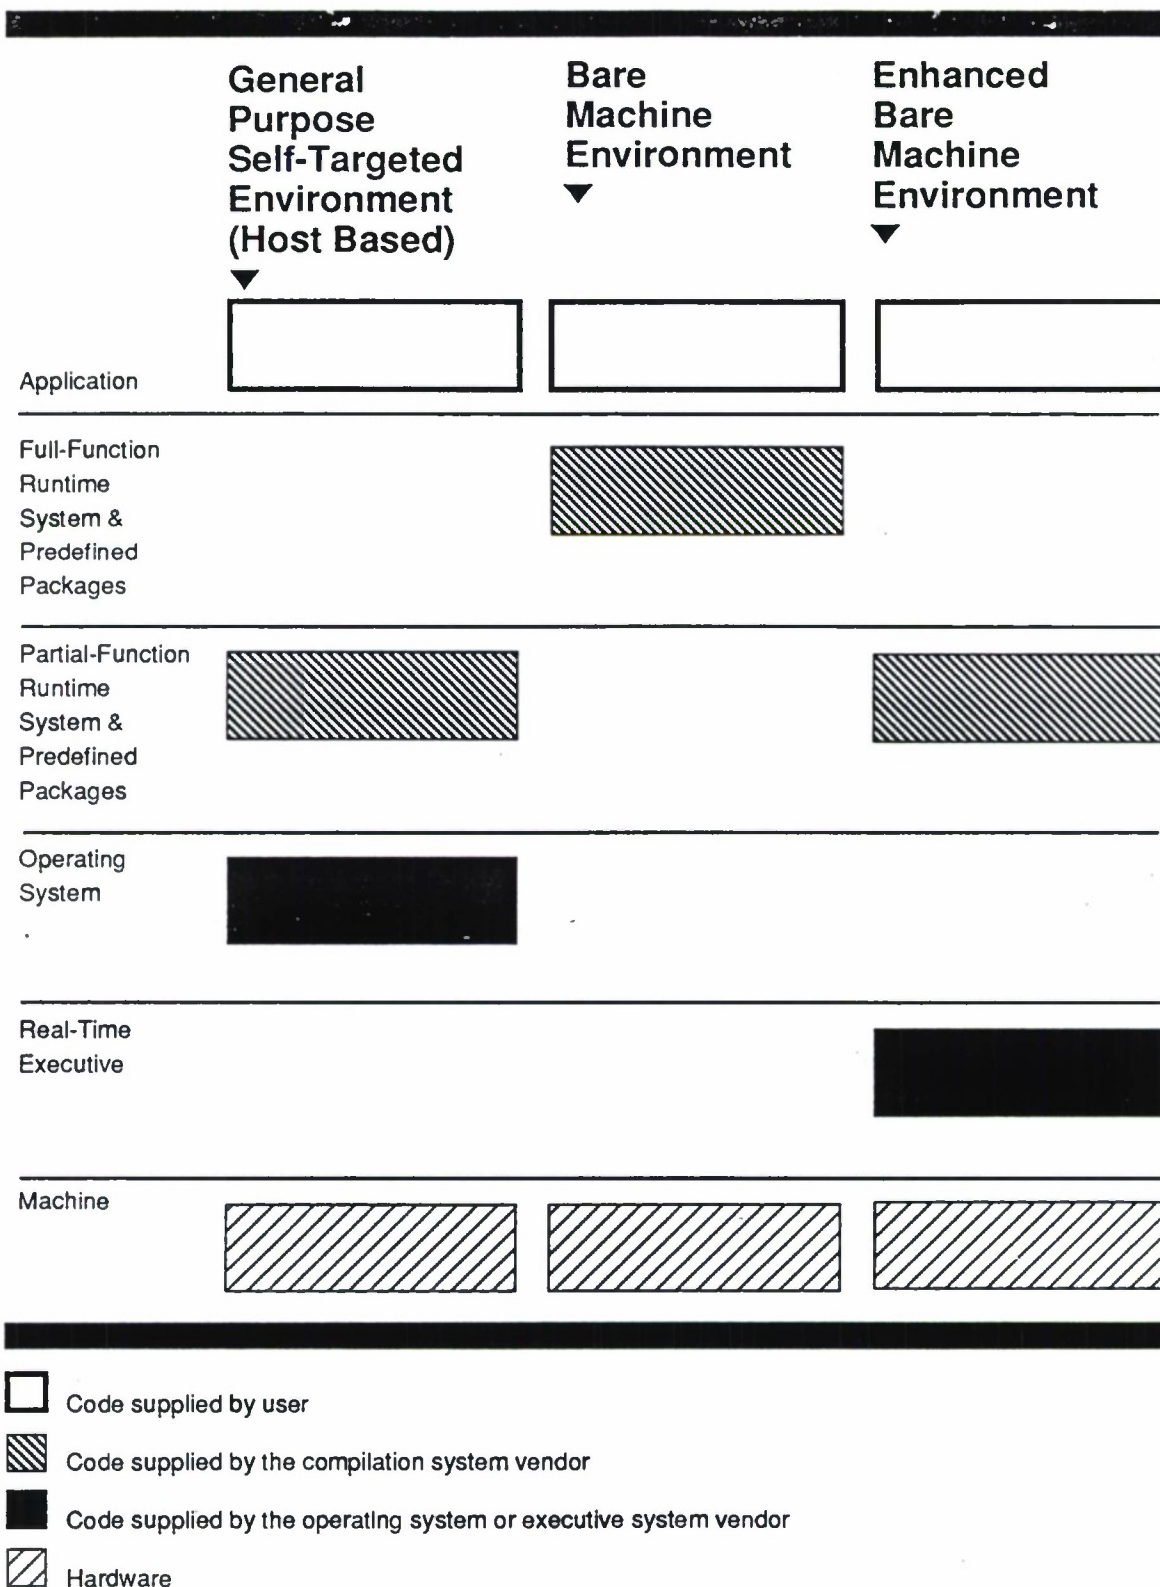 General
Purpose
Self-Targeted
Environment
(Host Based)
Bare
Machine
Environment
Enhanced
Bare
Machine
Environment
Application
Full-Function
Runtime
System &
Predefined
Packages
Partial-Function
Runtime
System &
Predefined
Packages
Operating
System
Real-Time
Executive
Machine
Code supplied by user
Code supplied by the compilation system vendor
Code supplied by the operating system or executive system vendor
Hardware